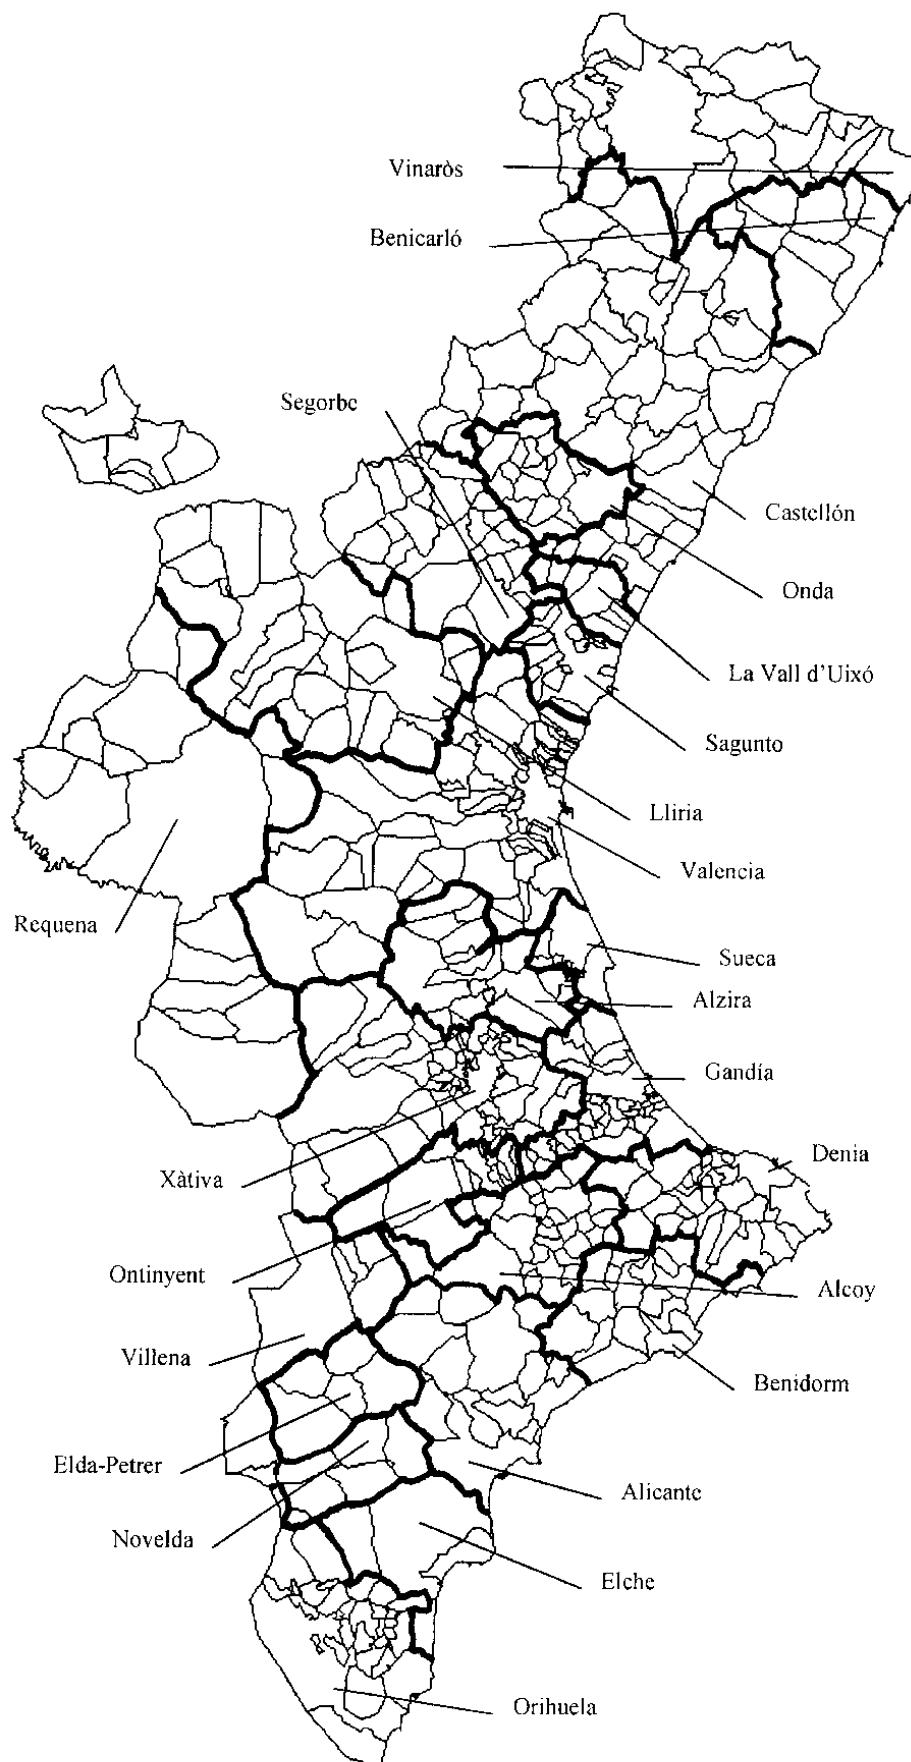 Vinaròs
Benicarló
Segorbe
Castellón
Onda
La Vall d'Uixó
Sagunto
Lliria
Valencia
Requena
Sueca
Alzira
Gandía
Denia
Xàtiva
Ontinyent
Alcoy
Villena
Benidorm
Elda-Petrer
Alicante
Novelda
Elche
Orihuela